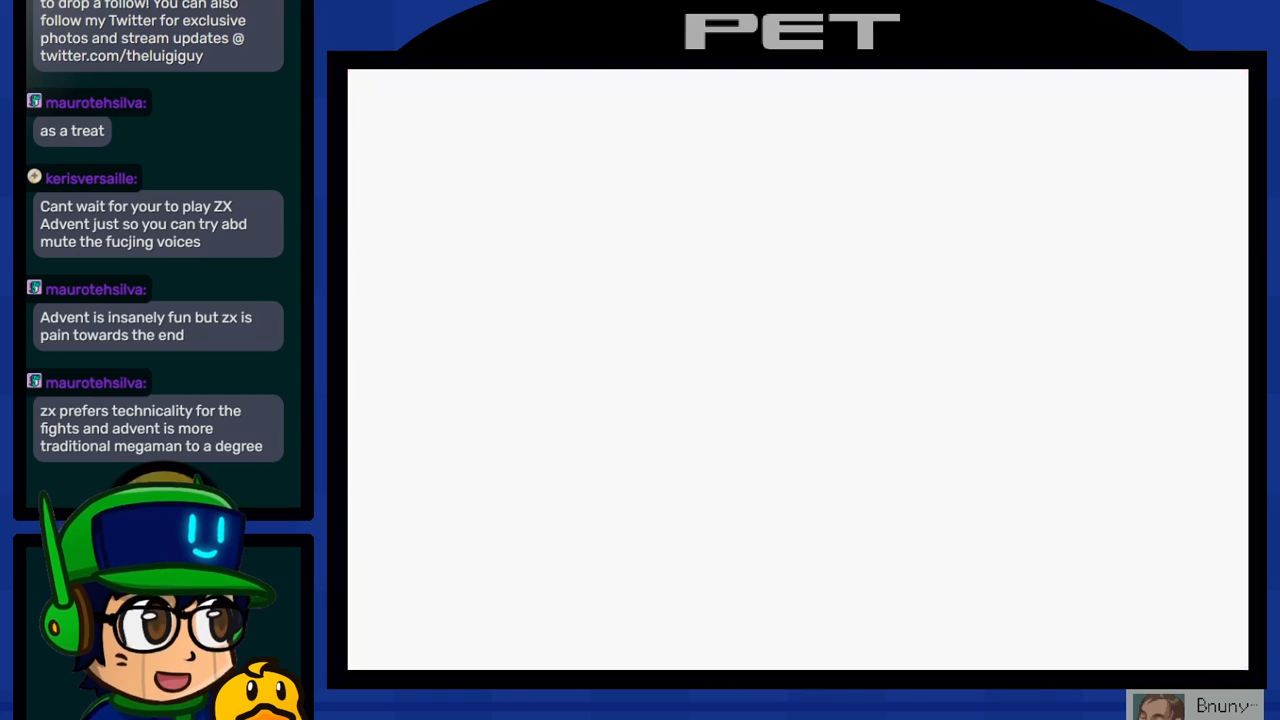 to drop a follow! You can also
follow my Twitter for exclusive
photos and stream updates @
twitter.com/theluigiguy
maurotehsilva:
as a treat
kerisversaille:
Cant wait for your to play ZX
Advent just so you can try abd
mute the fucjing voices
maurotehsilva:
Advent is insanely fun but zx is
pain towards the end
maurotehsilva:
zx prefers technicality for the
fights and advent is more
traditional megaman to a degree
PET
Bnuny...